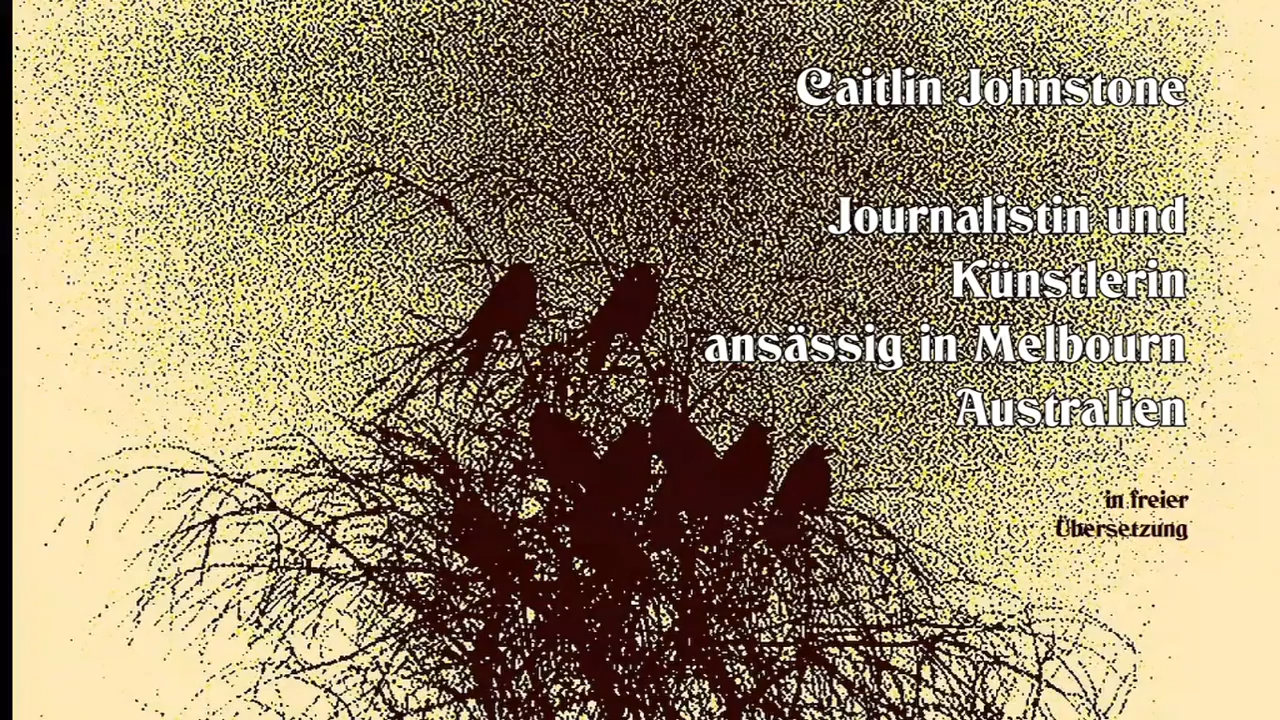 Caitlin Johnstone
Journalistin und
Künstlerin
ansässig in Melbourn
Australien
in freier
Übersetzung